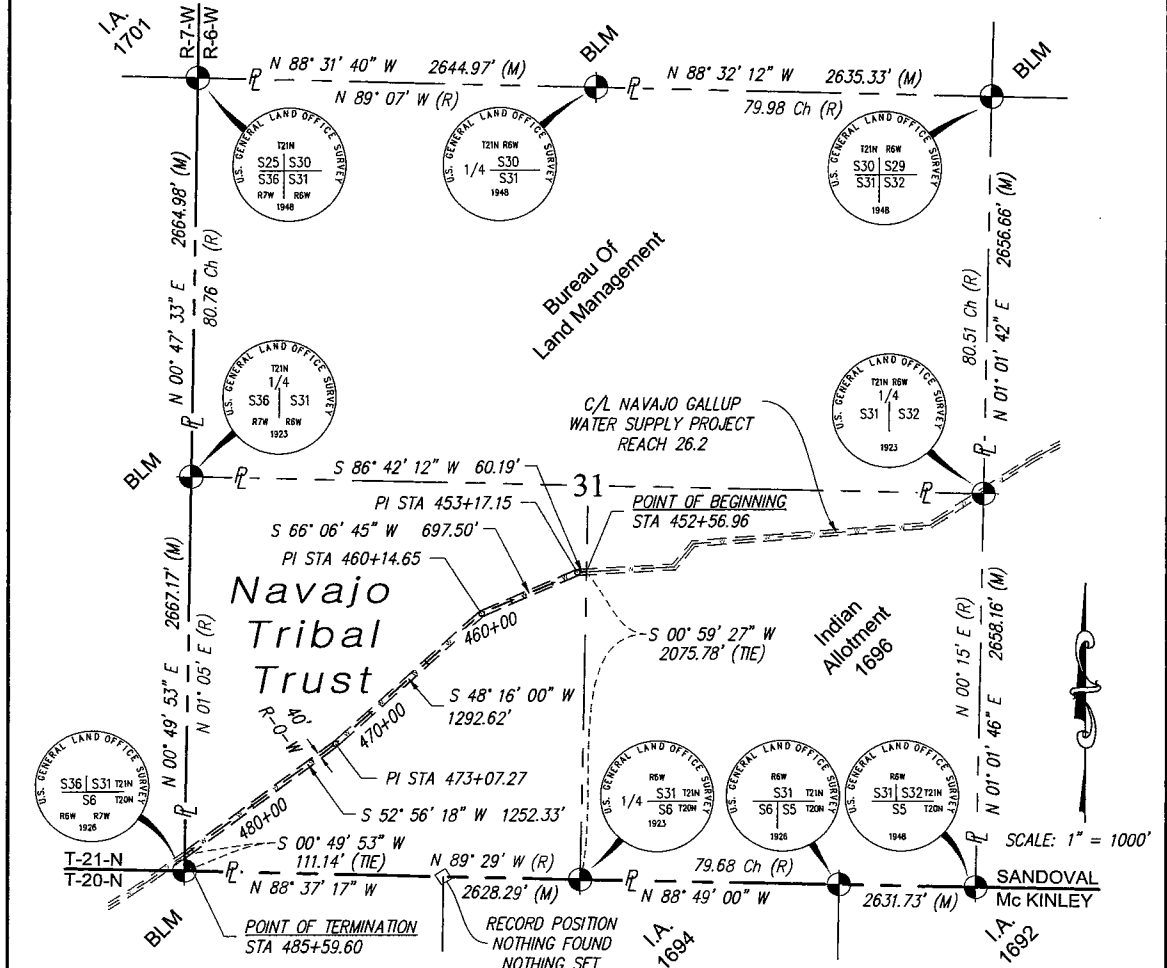 I.A.
1701
R-7-W
R-6-W
BLM
BLM
N 88° 31' 40" W 2644.97' (M)
N 89° 07' W (R)
N 88° 32' 12" W 2635.33' (M)
79.98 Ch (R)
U.S. GENERAL LAND OFFICE SURVEY
T21N
S25 S30
S36 S31
R7W R6W
1948
U.S. GENERAL LAND OFFICE SURVEY
T21N R6W
1/4 S30
S31
1948
U.S. GENERAL LAND OFFICE SURVEY
T21N R6W
S30 S29
S31 S32
1948
N 00° 47' 33" E 2664.98' (M)
80.76 Ch (R)
Bureau Of
Land Management
80.51 Ch (R)
N 01° 01' 42" E 2656.66' (M)
U.S. GENERAL LAND OFFICE SURVEY
T21N
1/4
S36 S31
R7W R6W
1923
C/L NAVAJO GALLUP
WATER SUPPLY PROJECT
REACH 26.2
U.S. GENERAL LAND OFFICE SURVEY
T21N R6W
1/4
S31 S32
1923
BLM
S 86° 42' 12" W 60.19'
31
PI STA 453+17.15
POINT OF BEGINNING
STA 452+56.96
S 66° 06' 45" W 697.50'
PI STA 460+14.65
Navajo
Tribal
Trust
460+00
S 00° 59' 27" W
2075.78' (TIE)
Indian
Allotment
1696
N 00° 49' 53" E 2667.17' (M)
N 01° 05' E (R)
N 00° 15' E (R)
N 01° 01' 46" E 2658.16' (M)
S 48° 16' 00" W
1292.62'
470+00
40'
R-O-W
PI STA 473+07.27
S 52° 56' 18" W 1252.33'
480+00
U.S. GENERAL LAND OFFICE SURVEY
S36 S31 T21N
S6 T20N
R6W R7W
1926
U.S. GENERAL LAND OFFICE SURVEY
R6W
1/4 S31 T21N
S6 T20N
1923
U.S. GENERAL LAND OFFICE SURVEY
R6W
S31 T21N
S6 S5 T20N
1926
U.S. GENERAL LAND OFFICE SURVEY
R6W
S31 S32 T21N
S5 T20N
1948
SCALE: 1" = 1000'
S 00° 49' 53" W
111.14' (TIE)
T-21-N
T-20-N
N 89° 29' W (R)
79.68 Ch (R)
SANDOVAL
Mc KINLEY
N 88° 37' 17" W
2628.29' (M)
N 88° 49' 00" W
2631.73' (M)
BLM
POINT OF TERMINATION
STA 485+59.60
RECORD POSITION
NOTHING FOUND
NOTHING SET
I.A.
1694
I.A.
1692